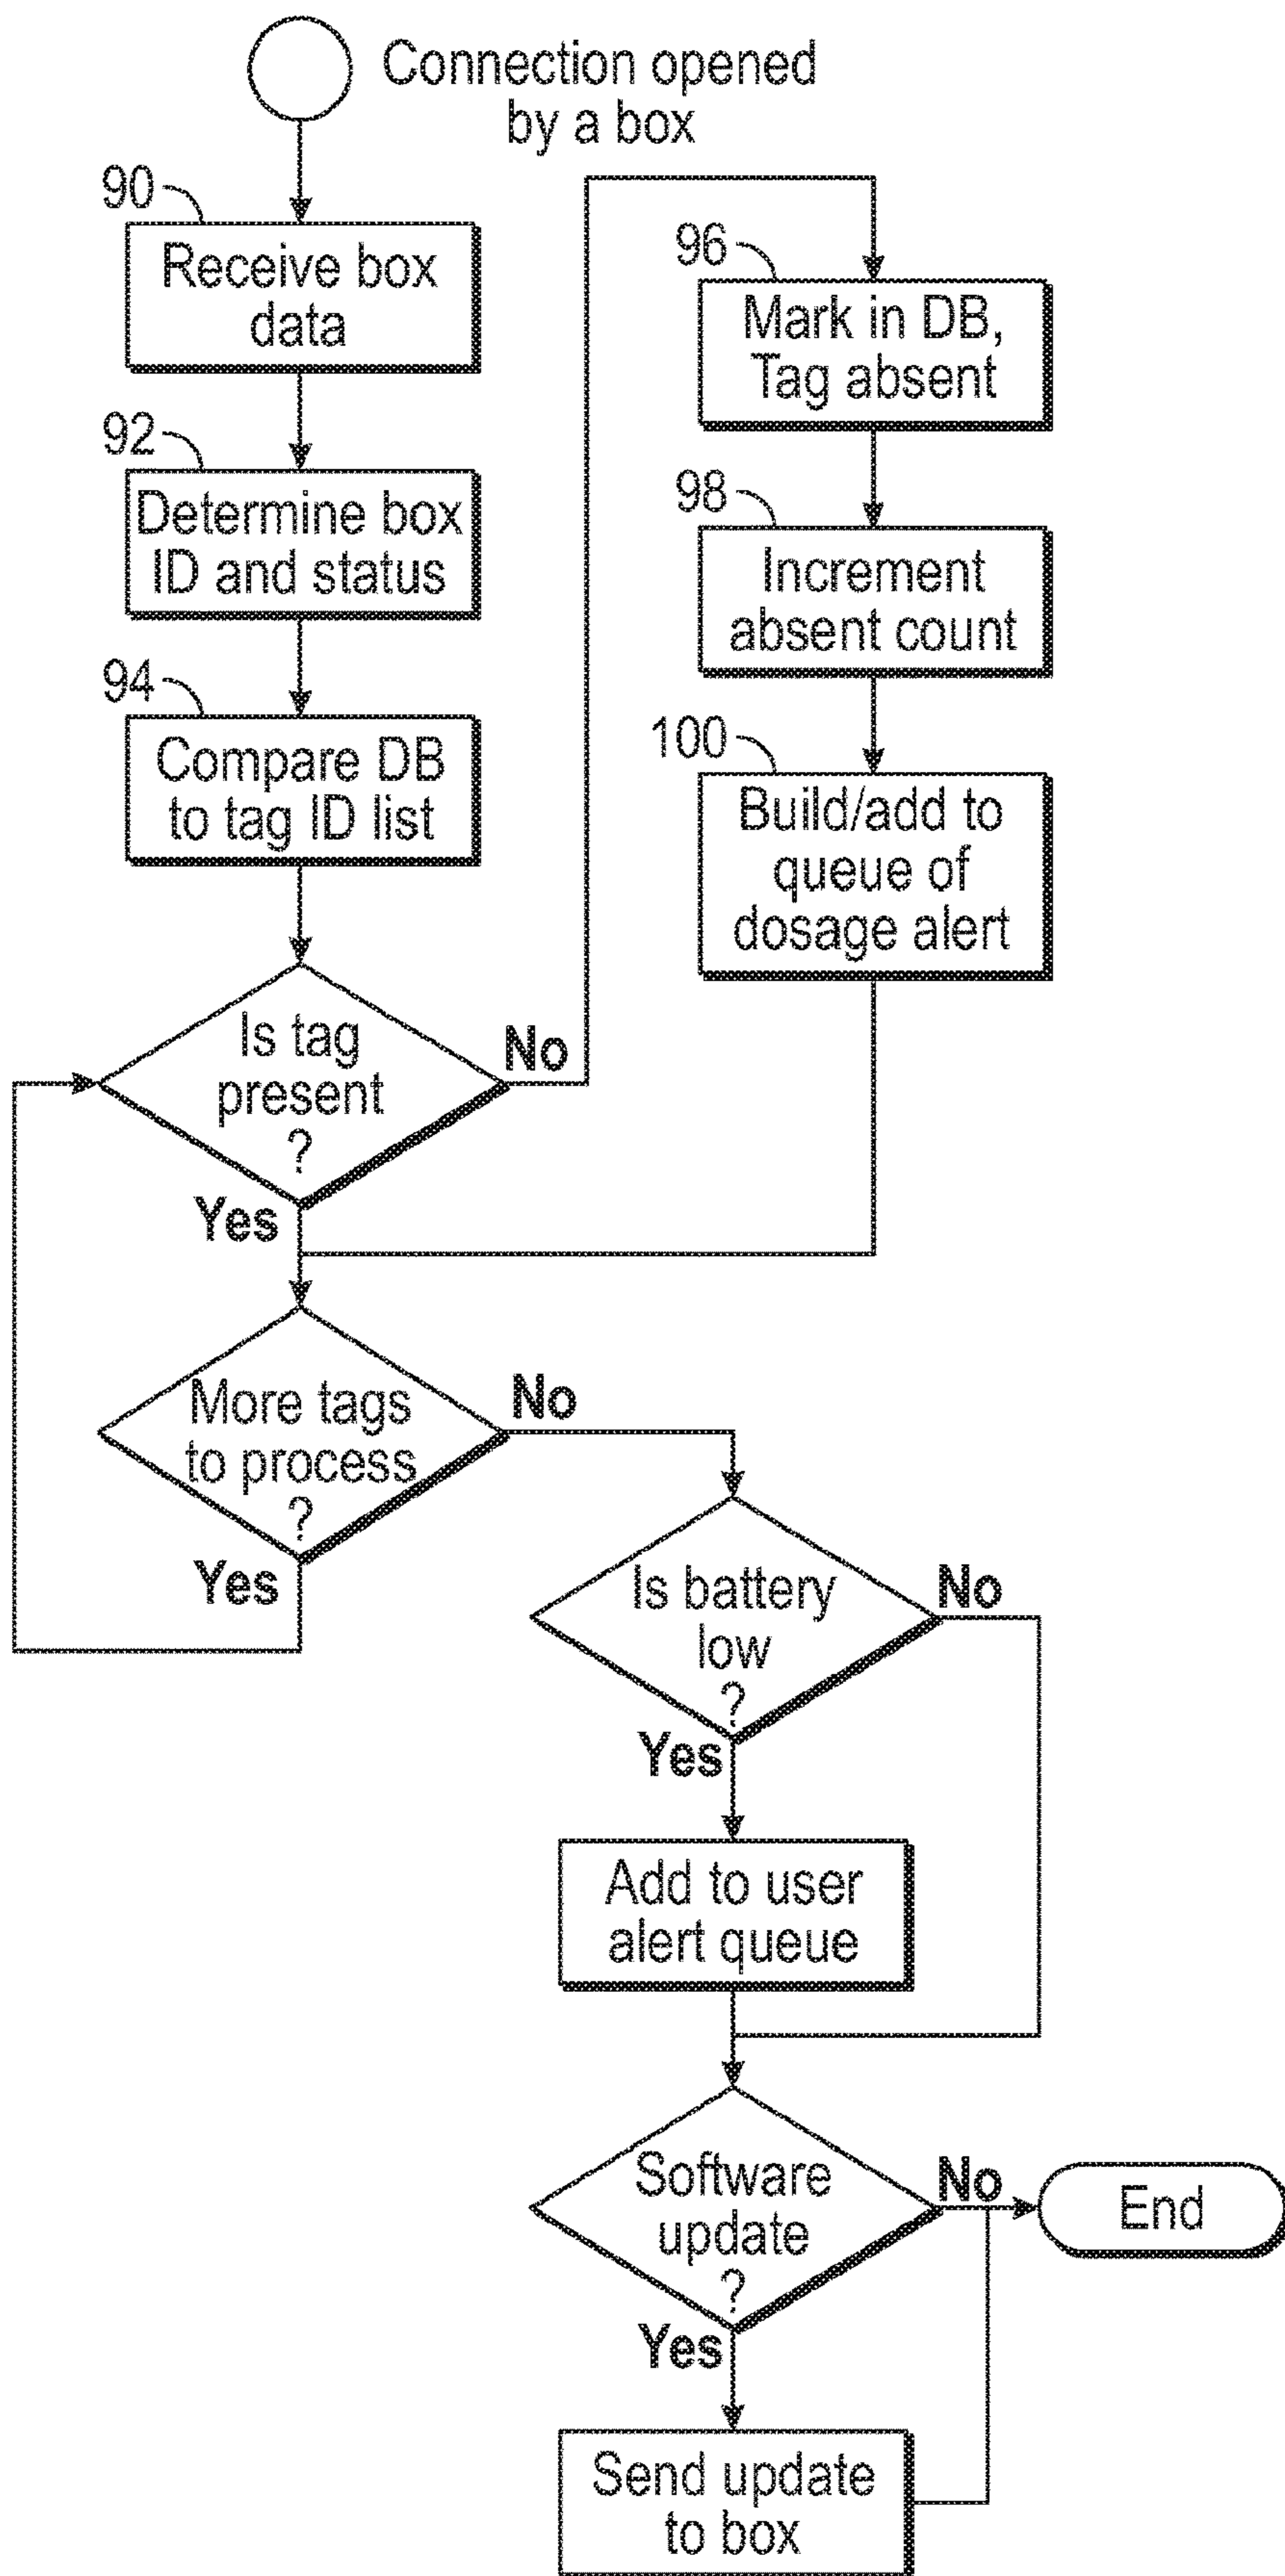 Connection opened
by a box
90
Receive box
data
92
Determine box
ID and status
94
Compare DB
to tag ID list
Is tag
present
?
No
Yes
96
Mark in DB,
Tag absent
98
Increment
absent count
100
Build/add to
queue of
dosage alert
More tags
to process
?
No
Yes
Is battery
low
?
No
Yes
Add to user
alert queue
Software
update
?
No
Yes
End
Send update
to box